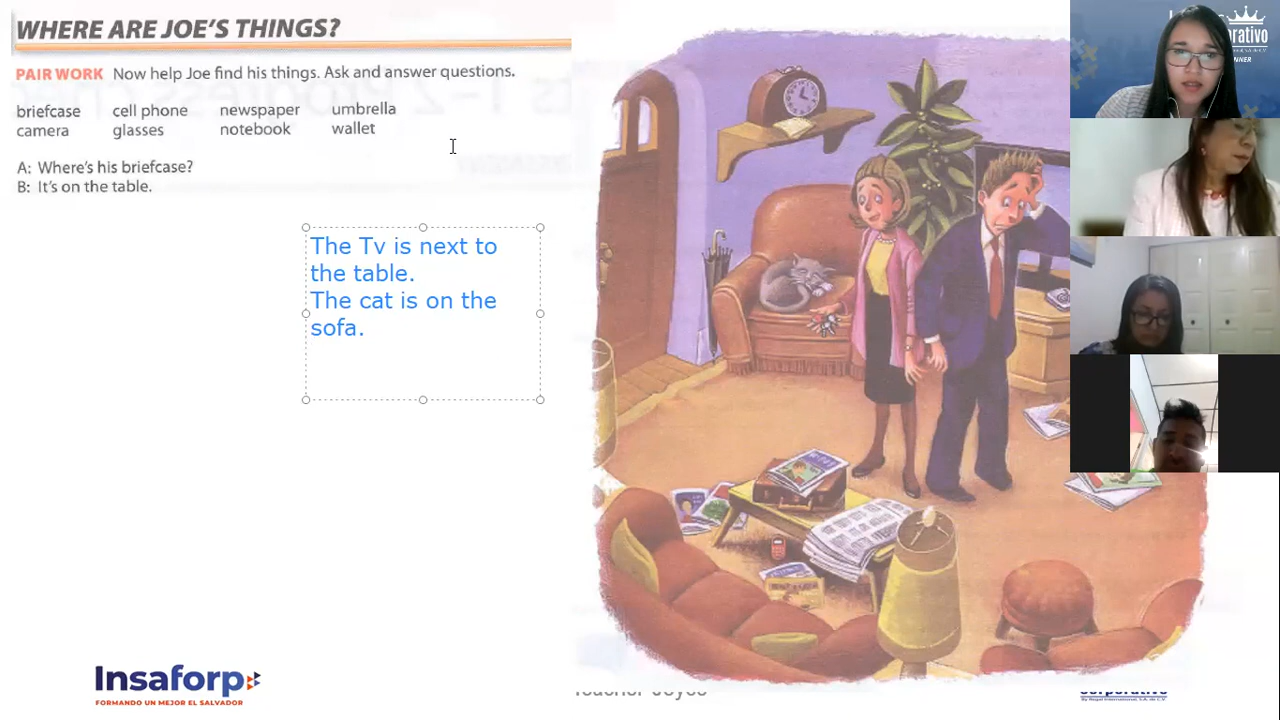 WHERE ARE JOE'S THINGS?
PAIR WORK Now help Joe find his things. Ask and answer questions.
briefcase cell phone newspaper umbrella
camera glasses notebook wallet
A: Where's his briefcase?
B: It's on the table.
The Tv is next to
the table.
The cat is on the
sofa.
Insaforp
FORMANDO UN MEJOR EL SALVADOR
Teacher Joyce